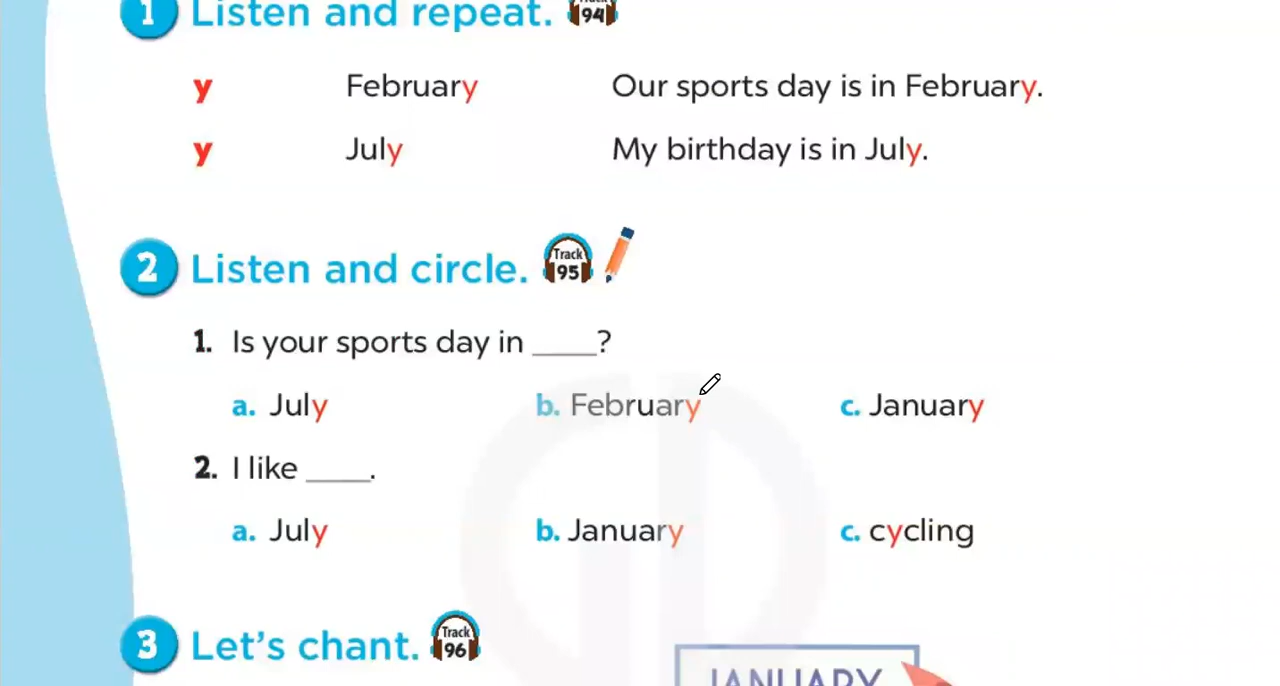 1 Listen and repeat. Track 94
y February Our sports day is in February.
y July My birthday is in July.
2 Listen and circle. Track 95
1. Is your sports day in ____?
a. July b. February c. January
2. I like ____.
a. July b. January c. cycling
3 Let's chant. Track 96
JANUARY